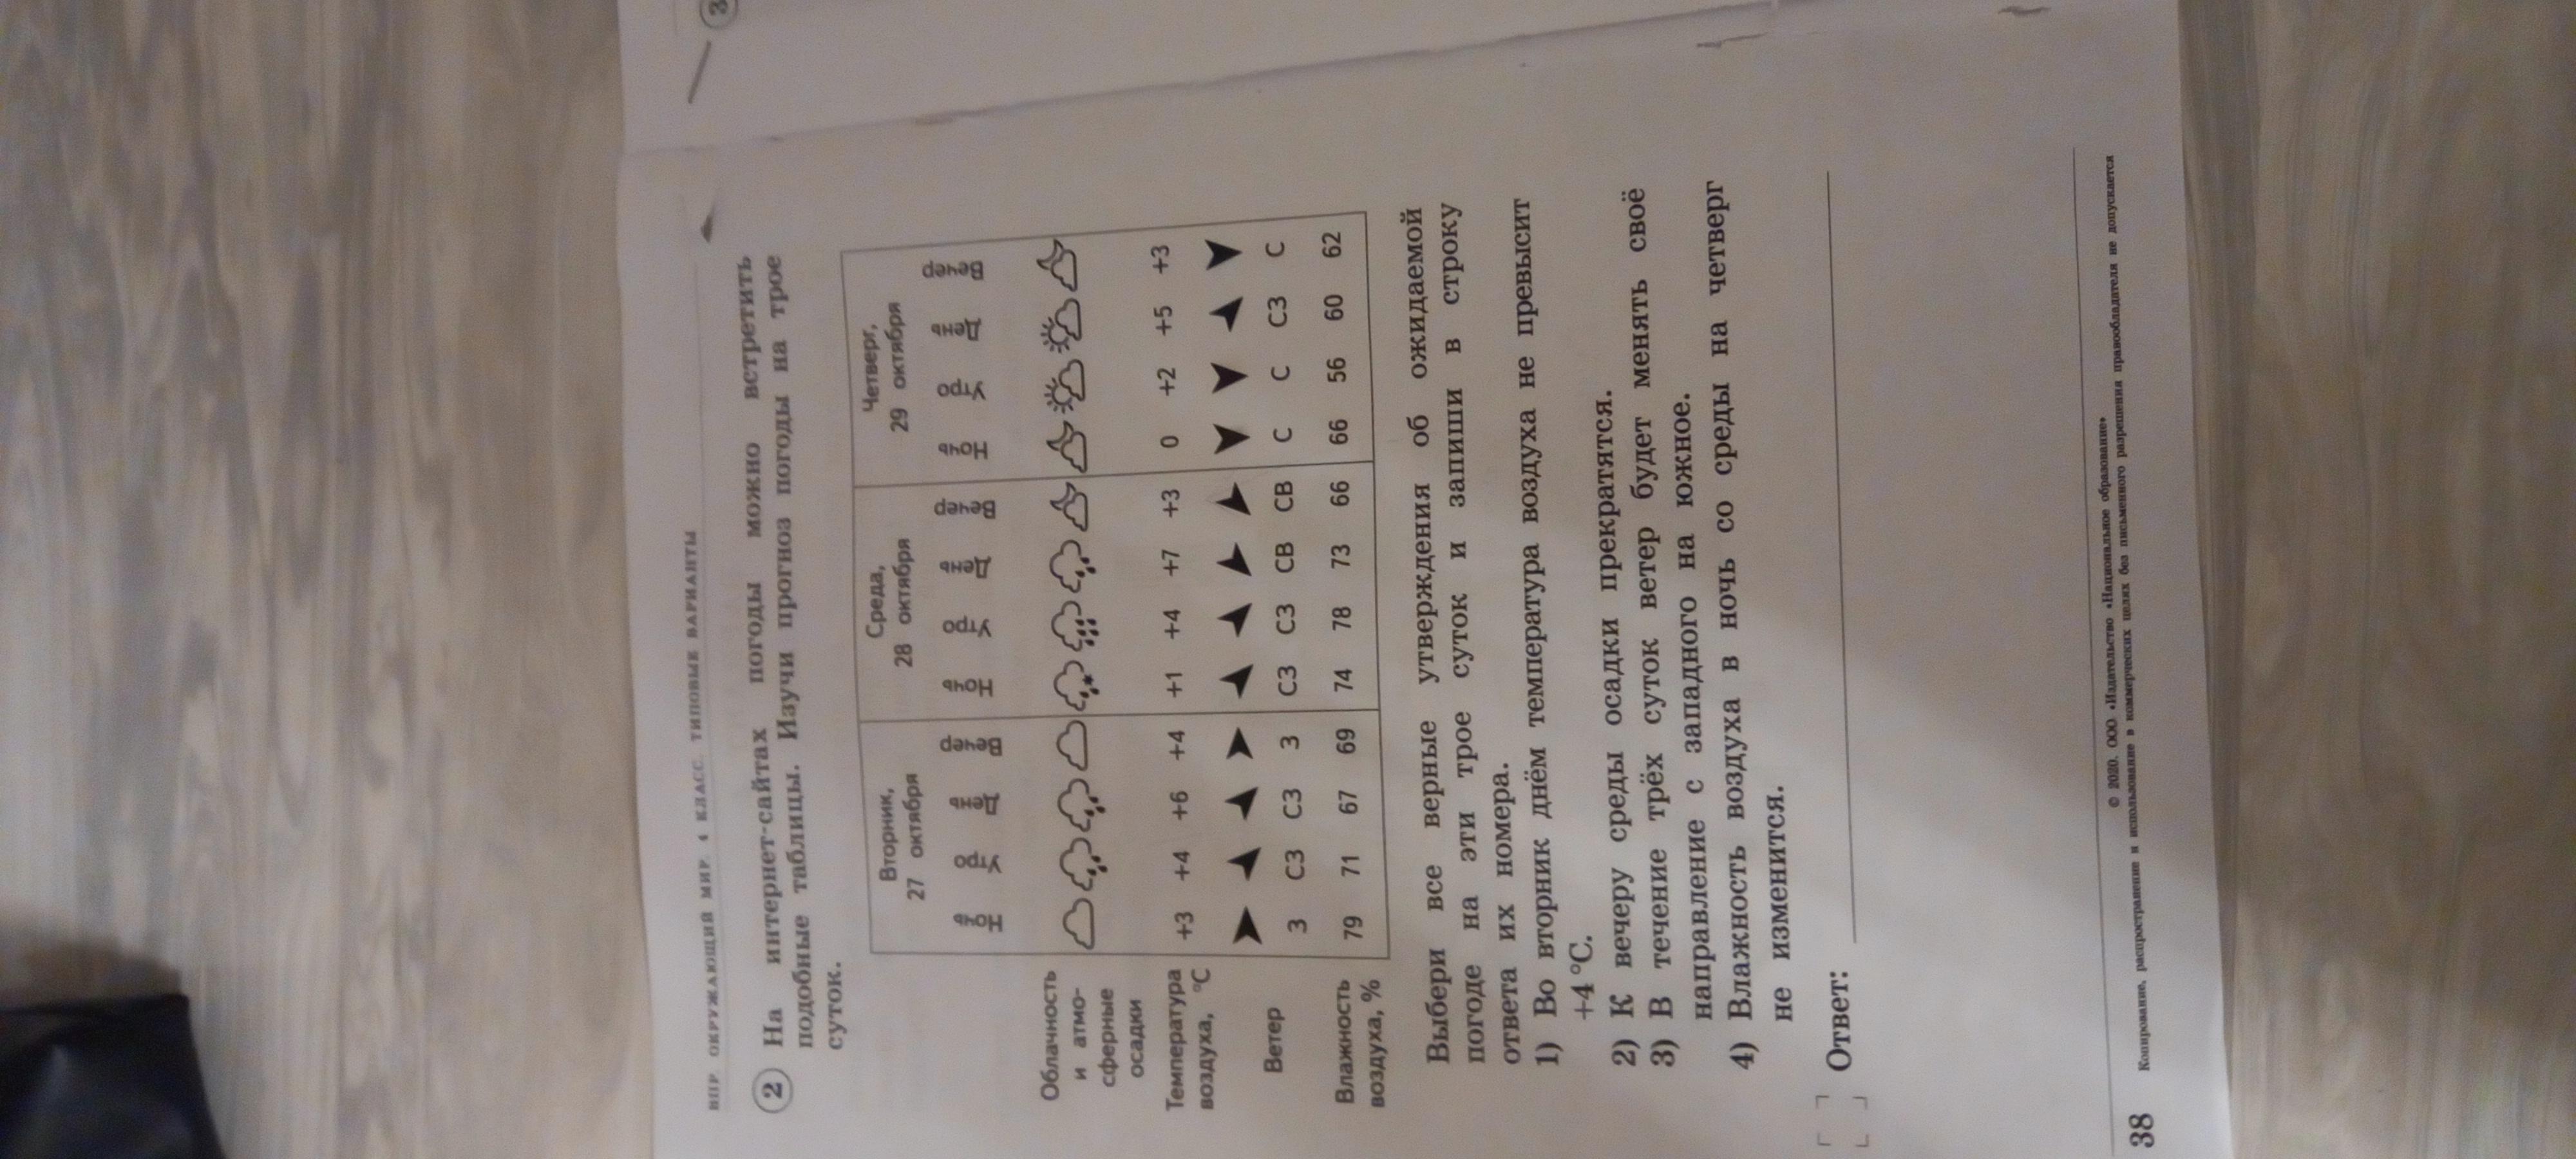 ВПР. ОКРУЖАЮЩИЙ МИР. 4 КЛАСС. ТИПОВЫЕ ВАРИАНТЫ
2 На интернет-сайтах погоды можно встретить
подобные таблицы. Изучи прогноз погоды на трое
суток.
Вторник, 27 октября Среда, 28 октября Четверг, 29 октября
Ночь Утро День Вечер Ночь Утро День Вечер Ночь Утро День Вечер
Облачность
и атмо-
сферные
осадки
Температура воздуха, °C +3 +4 +6 +4 +1 +4 +7 +3 0 +2 +5 +3
Ветер З СЗ СЗ З СЗ СЗ СВ СВ С С СЗ С
Влажность воздуха, % 79 71 67 69 74 78 73 66 66 56 60 62
Выбери все верные утверждения об ожидаемой
погоде на эти трое суток и запиши в строку
ответа их номера.
1) Во вторник днём температура воздуха не превысит
+4 °C.
2) К вечеру среды осадки прекратятся.
3) В течение трёх суток ветер будет менять своё
направление с западного на южное.
4) Влажность воздуха в ночь со среды на четверг
не изменится.
Ответ:
38
© 2020. ООО «Издательство «Национальное образование»
Копирование, распространение и использование в коммерческих целях без письменного разрешения правообладателя не допускается
3